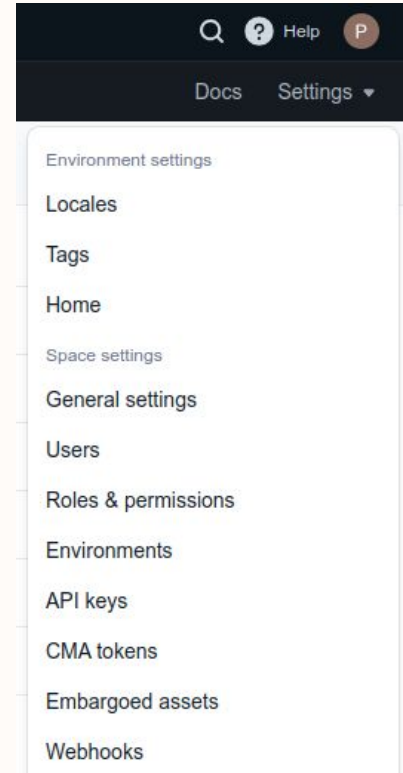 ? Help P
Docs Settings
Environment settings
Locales
Tags
Home
Space settings
General settings
Users
Roles & permissions
Environments
API keys
CMA tokens
Embargoed assets
Webhooks